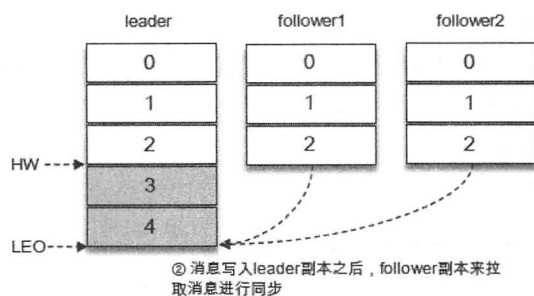 leader follower1 follower2
0 0 0
1 1 1
2 2 2
HW
3
4
LEO
② 消息写入leader副本之后，follower副本来拉
取消息进行同步